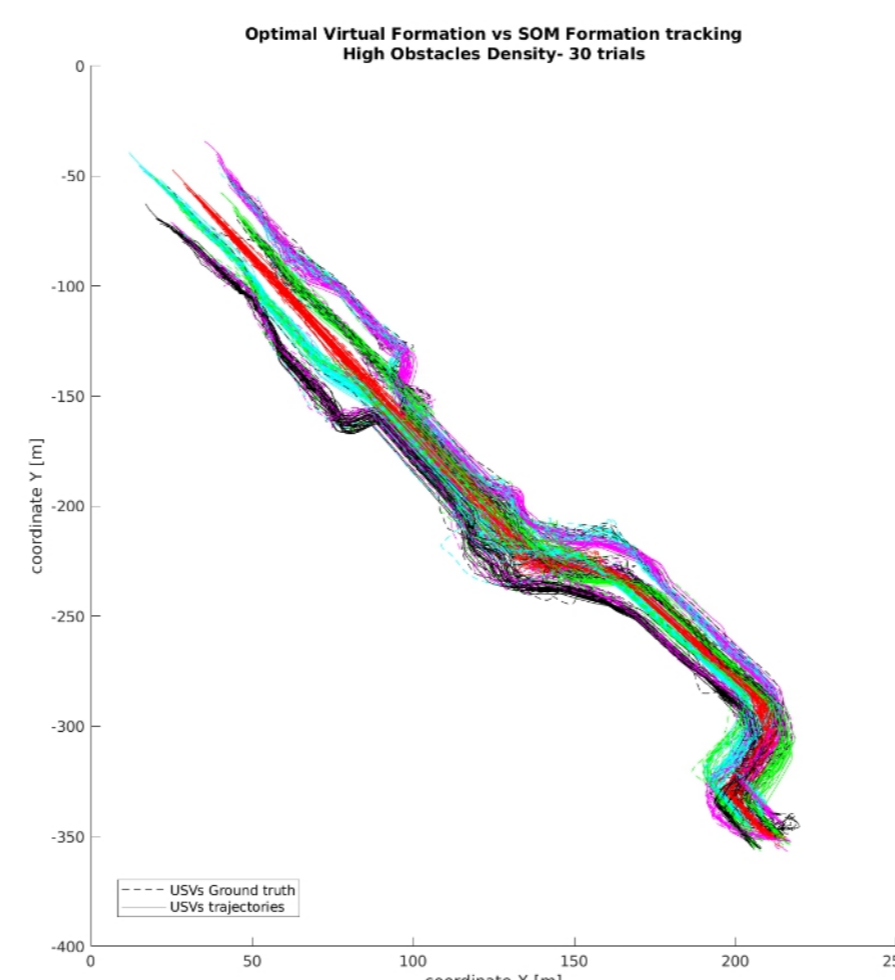 Optimal Virtual Formation vs SOM Formation tracking
High Obstacles Density- 30 trials
0
-50
-100
-150
-200
-250
-300
-350
-400
coordinate Y [m]
USVs Ground truth
USVs trajectories
0
50
100
150
200
coordinate Y [m]